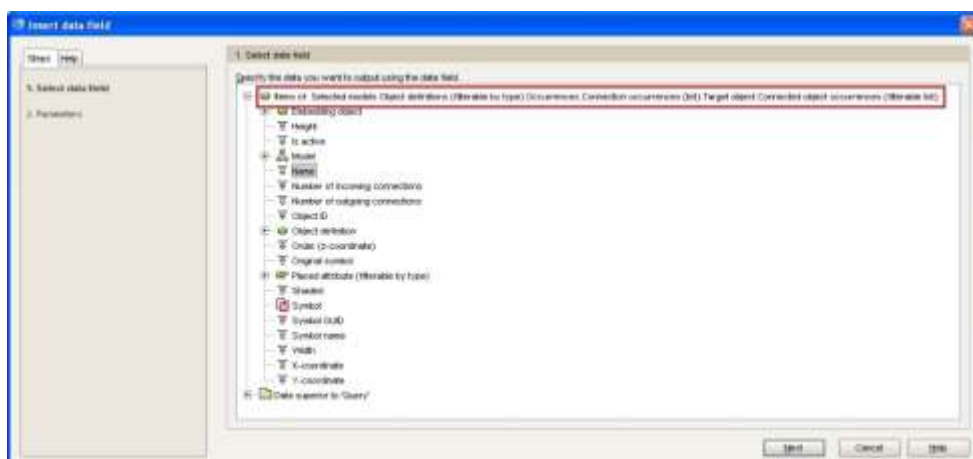 Insert data field
Steps Help
1. Select data field
2. Parameters
1. Select data field
Specify the data you want to output using the data field.
Items of: Selected models Object definitions (filterable by type) Occurrences Connection occurrences (list) Target object Connected object occurrences (filterable list)
Embedding object
Height
Is active
Model
Name
Number of incoming connections
Number of outgoing connections
Object ID
Object definition
Order (z-coordinate)
Original symbol
Placed attribute (filterable by type)
Shaded
Symbol
Symbol GUID
Symbol name
Width
X-coordinate
Y-coordinate
Data superior to 'Query'
Next Cancel Help